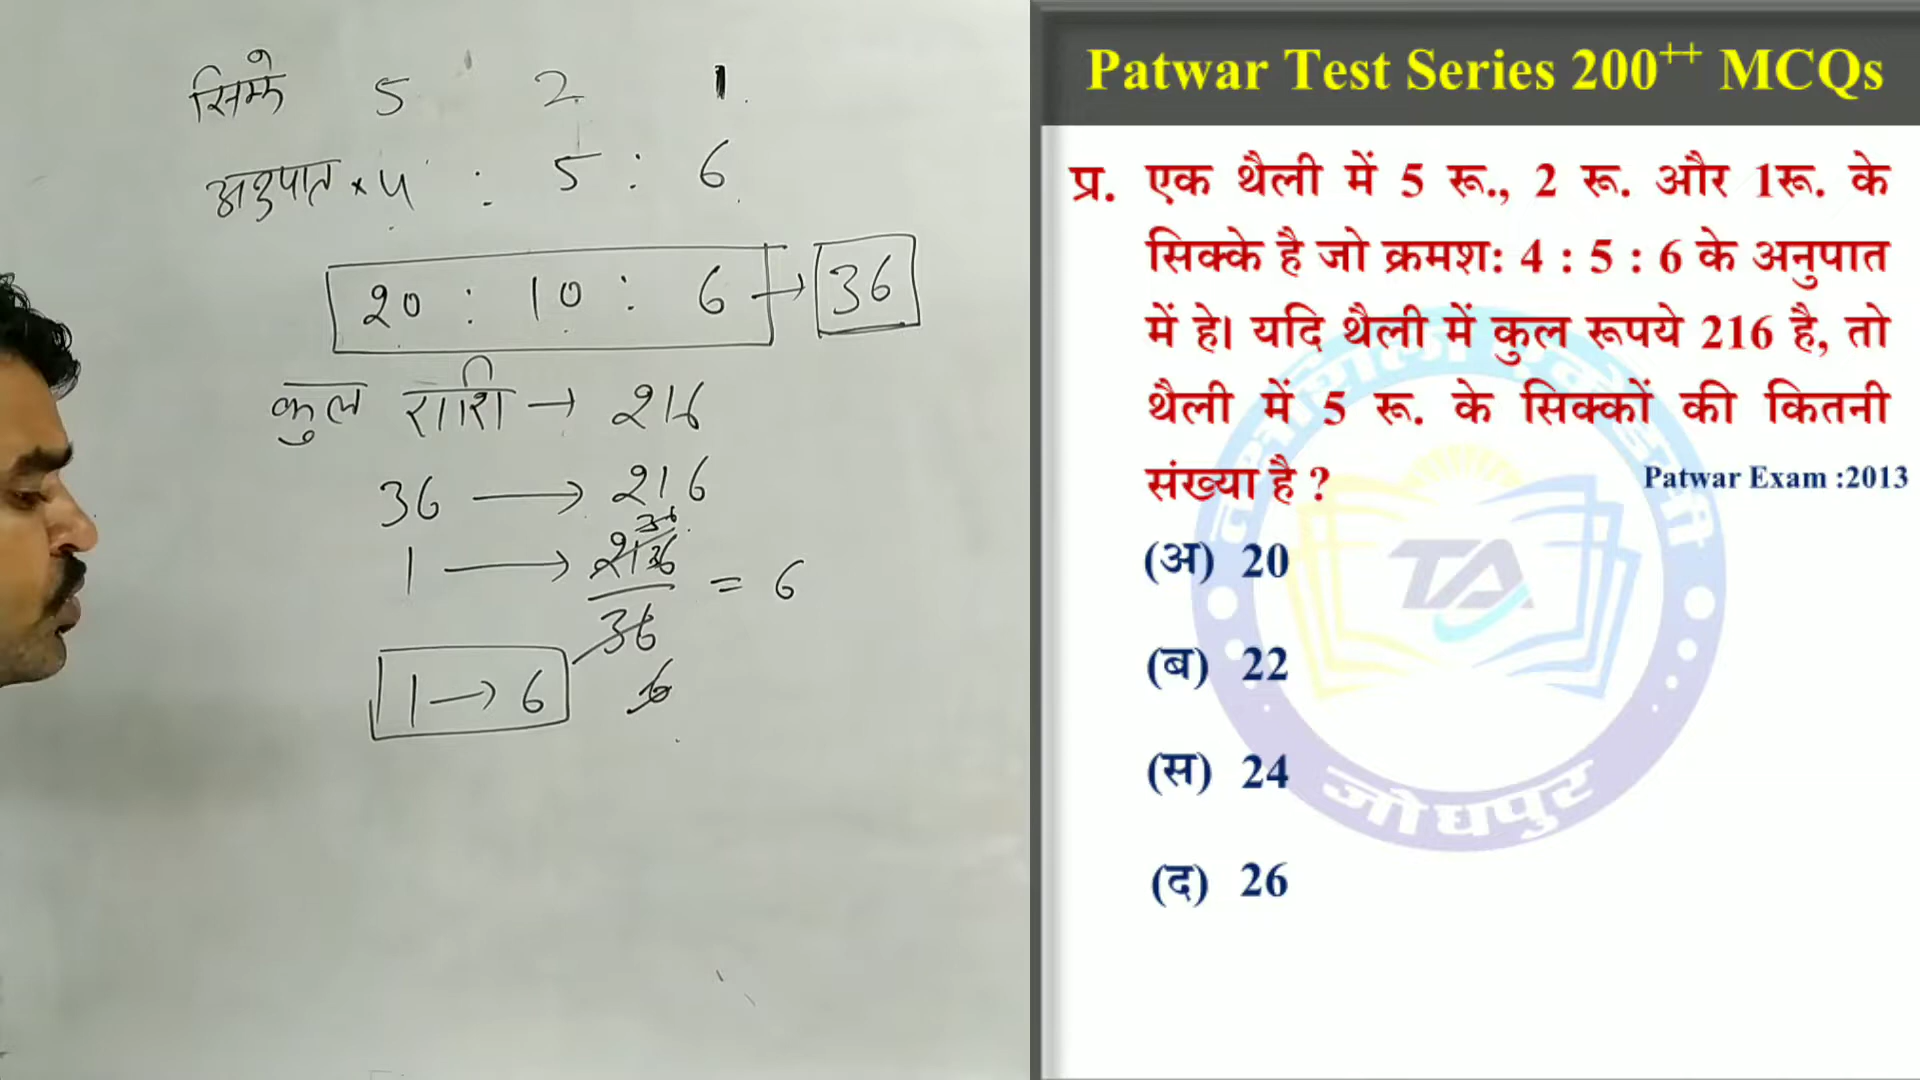 सिक्के 5 2 1
अनुपात × 4 : 5 : 6
20 : 10 : 6 → 36
कुल राशि → 216
36 → 216
1 → 216/36 = 6
36
6
1 → 6
Patwar Test Series 200++ MCQs
प्र. एक थैली में 5 रू., 2 रू. और 1रू. के
सिक्के है जो क्रमश: 4 : 5 : 6 के अनुपात
में हे। यदि थैली में कुल रूपये 216 है, तो
थैली में 5 रू. के सिक्कों की कितनी
संख्या है ?
Patwar Exam :2013
(अ) 20
(ब) 22
(स) 24
(द) 26
TA
जोधपुर